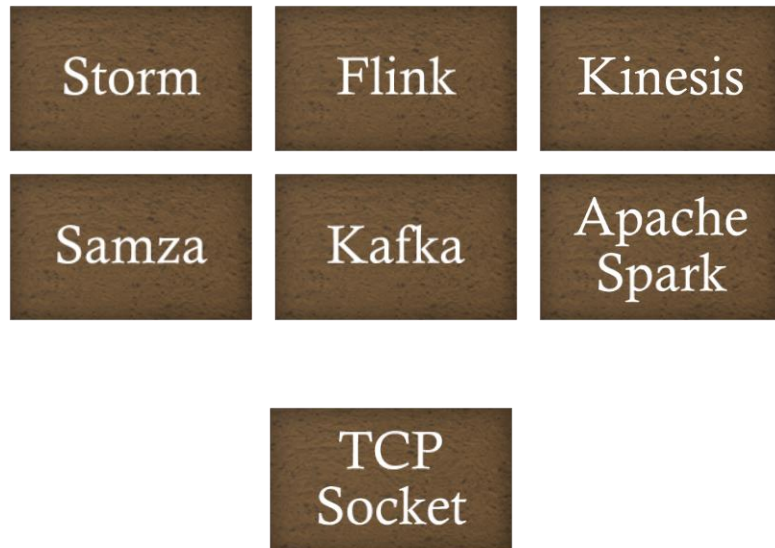 Storm
Flink
Kinesis
Samza
Kafka
Apache
Spark
TCP
Socket